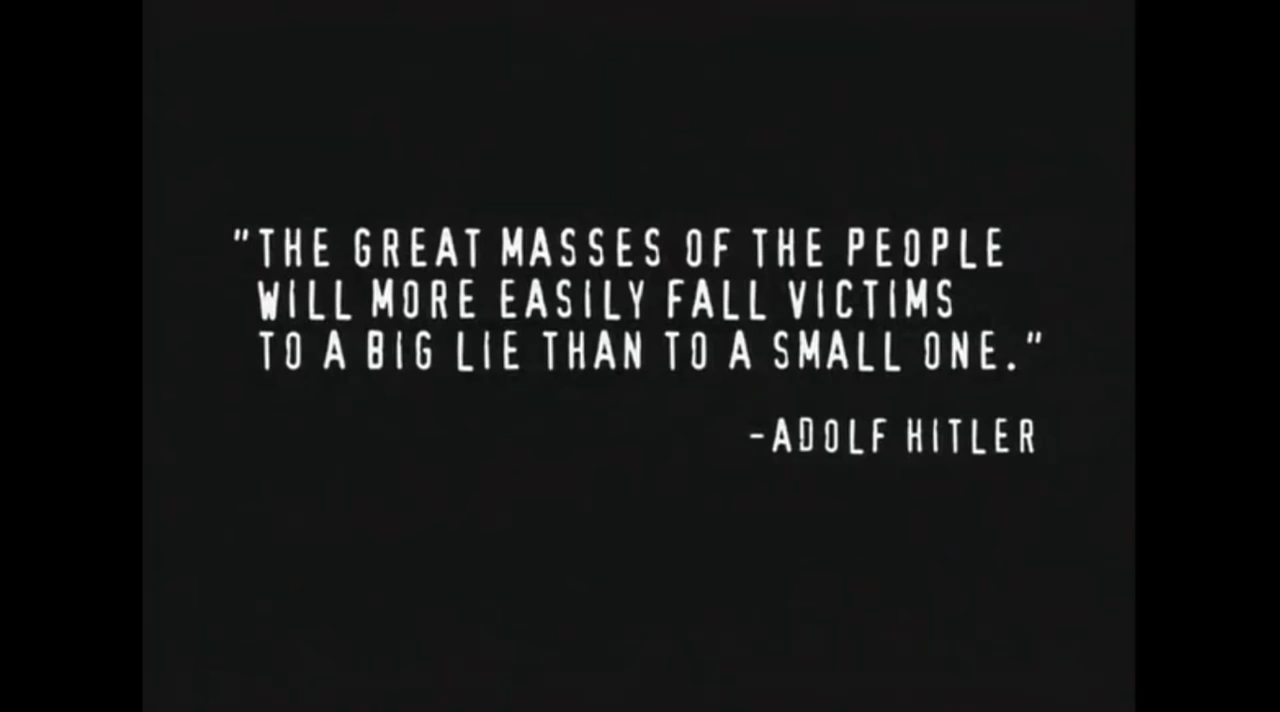 "THE GREAT MASSES OF THE PEOPLE
WILL MORE EASILY FALL VICTIMS
TO A BIG LIE THAN TO A SMALL ONE."
-ADOLF HITLER